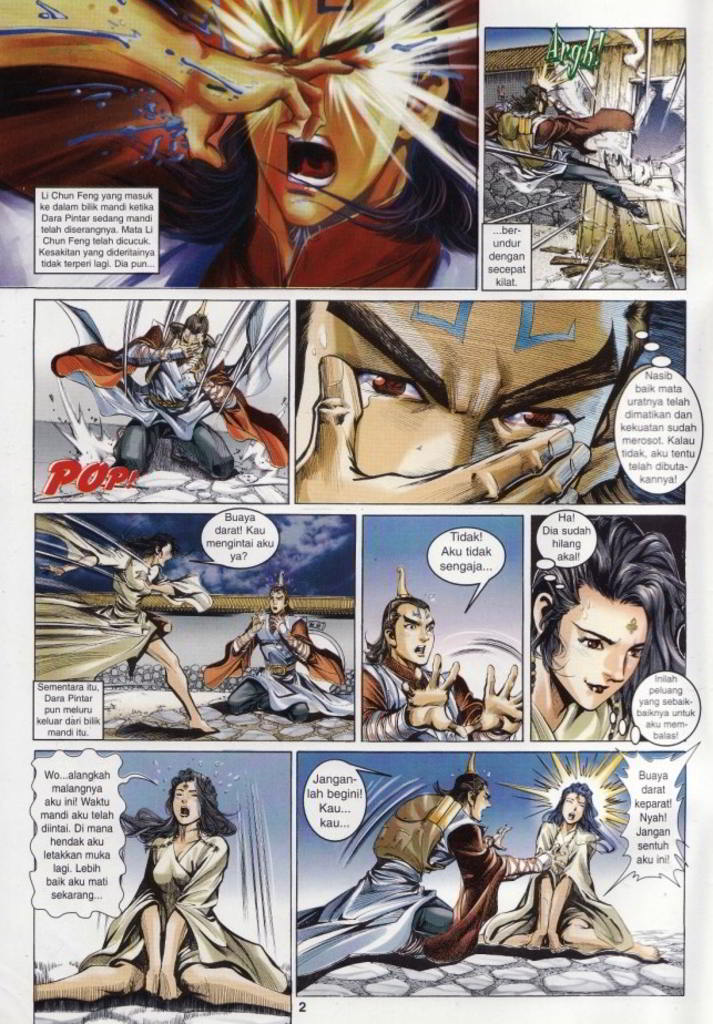 Li Chun Feng yang masuk
ke dalam bilik mandi ketika
Dara Pintar sedang mandi
telah diserangnya. Mata Li
Chun Feng telah dicucuk.
Kesakitan yang dideritainya
tidak terperi lagi. Dia pun...
Argh!
...ber-
undur
dengan
secepat
kilat.
POP!
Nasib
baik mata
uratnya telah
dimatikan dan
kekuatan sudah
merosot. Kalau
tidak, aku tentu
telah dibuta-
kannya!
Buaya
darat! Kau
mengintai aku
ya?
Sementara itu,
Dara Pintar
pun meluru
keluar dari bilik
mandi itu.
Tidak!
Aku tidak
sengaja...
Ha!
Dia sudah
hilang
akal!
Inilah
peluang
yang sebaik-
baiknya untuk
aku mem-
balas!
Wo...alangkah
malangnya
aku ini! Waktu
mandi aku telah
diintai. Di mana
hendak aku
letakkan muka
lagi. Lebih
baik aku mati
sekarang...
Jangan-
lah begini!
Kau...
kau...
Buaya
darat
keparat!
Nyah!
Jangan
sentuh
aku ini!
2